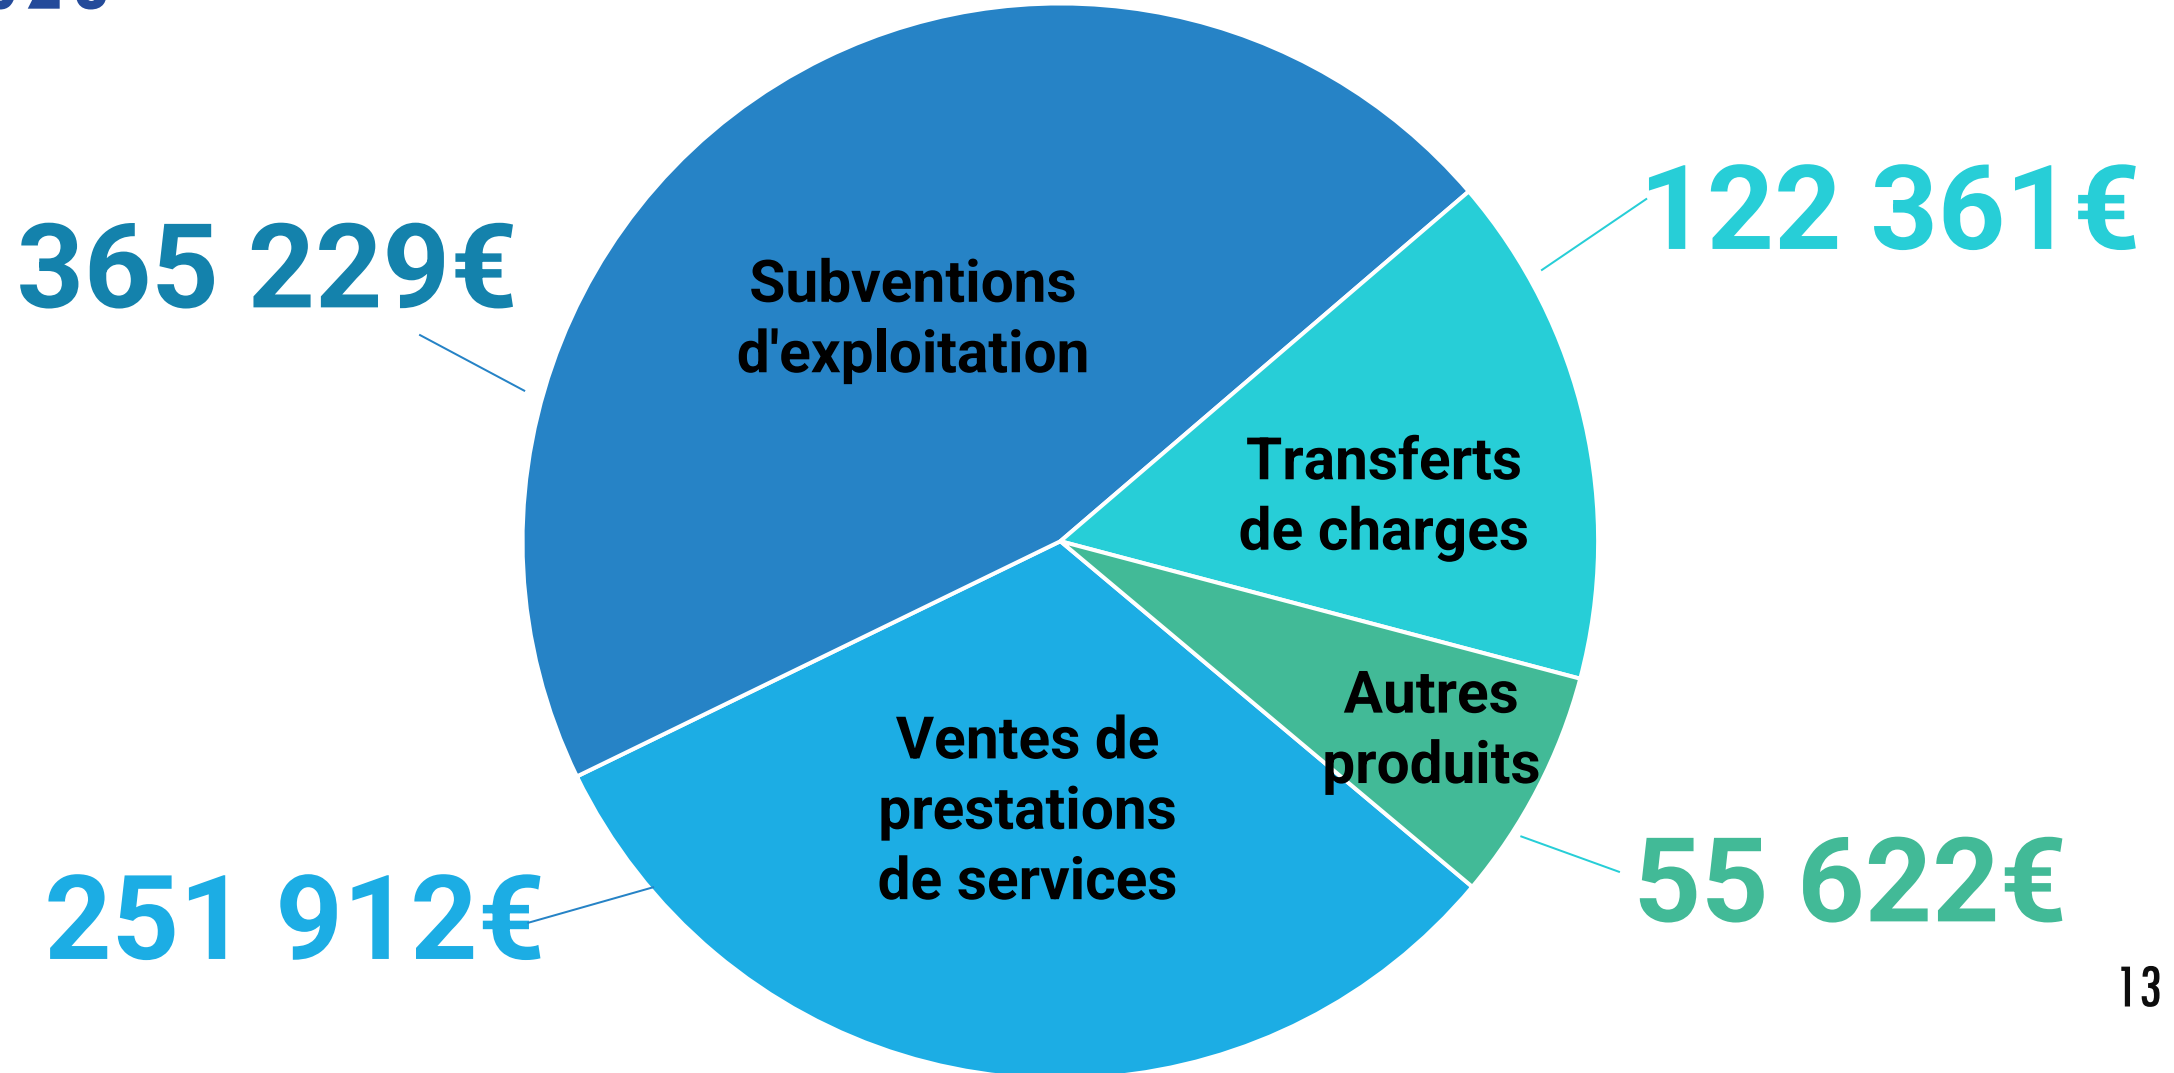 365 229€
Subventions
d'exploitation
122 361€
Transferts
de charges
Autres
produits
55 622€
Ventes de
prestations
de services
251 912€
13